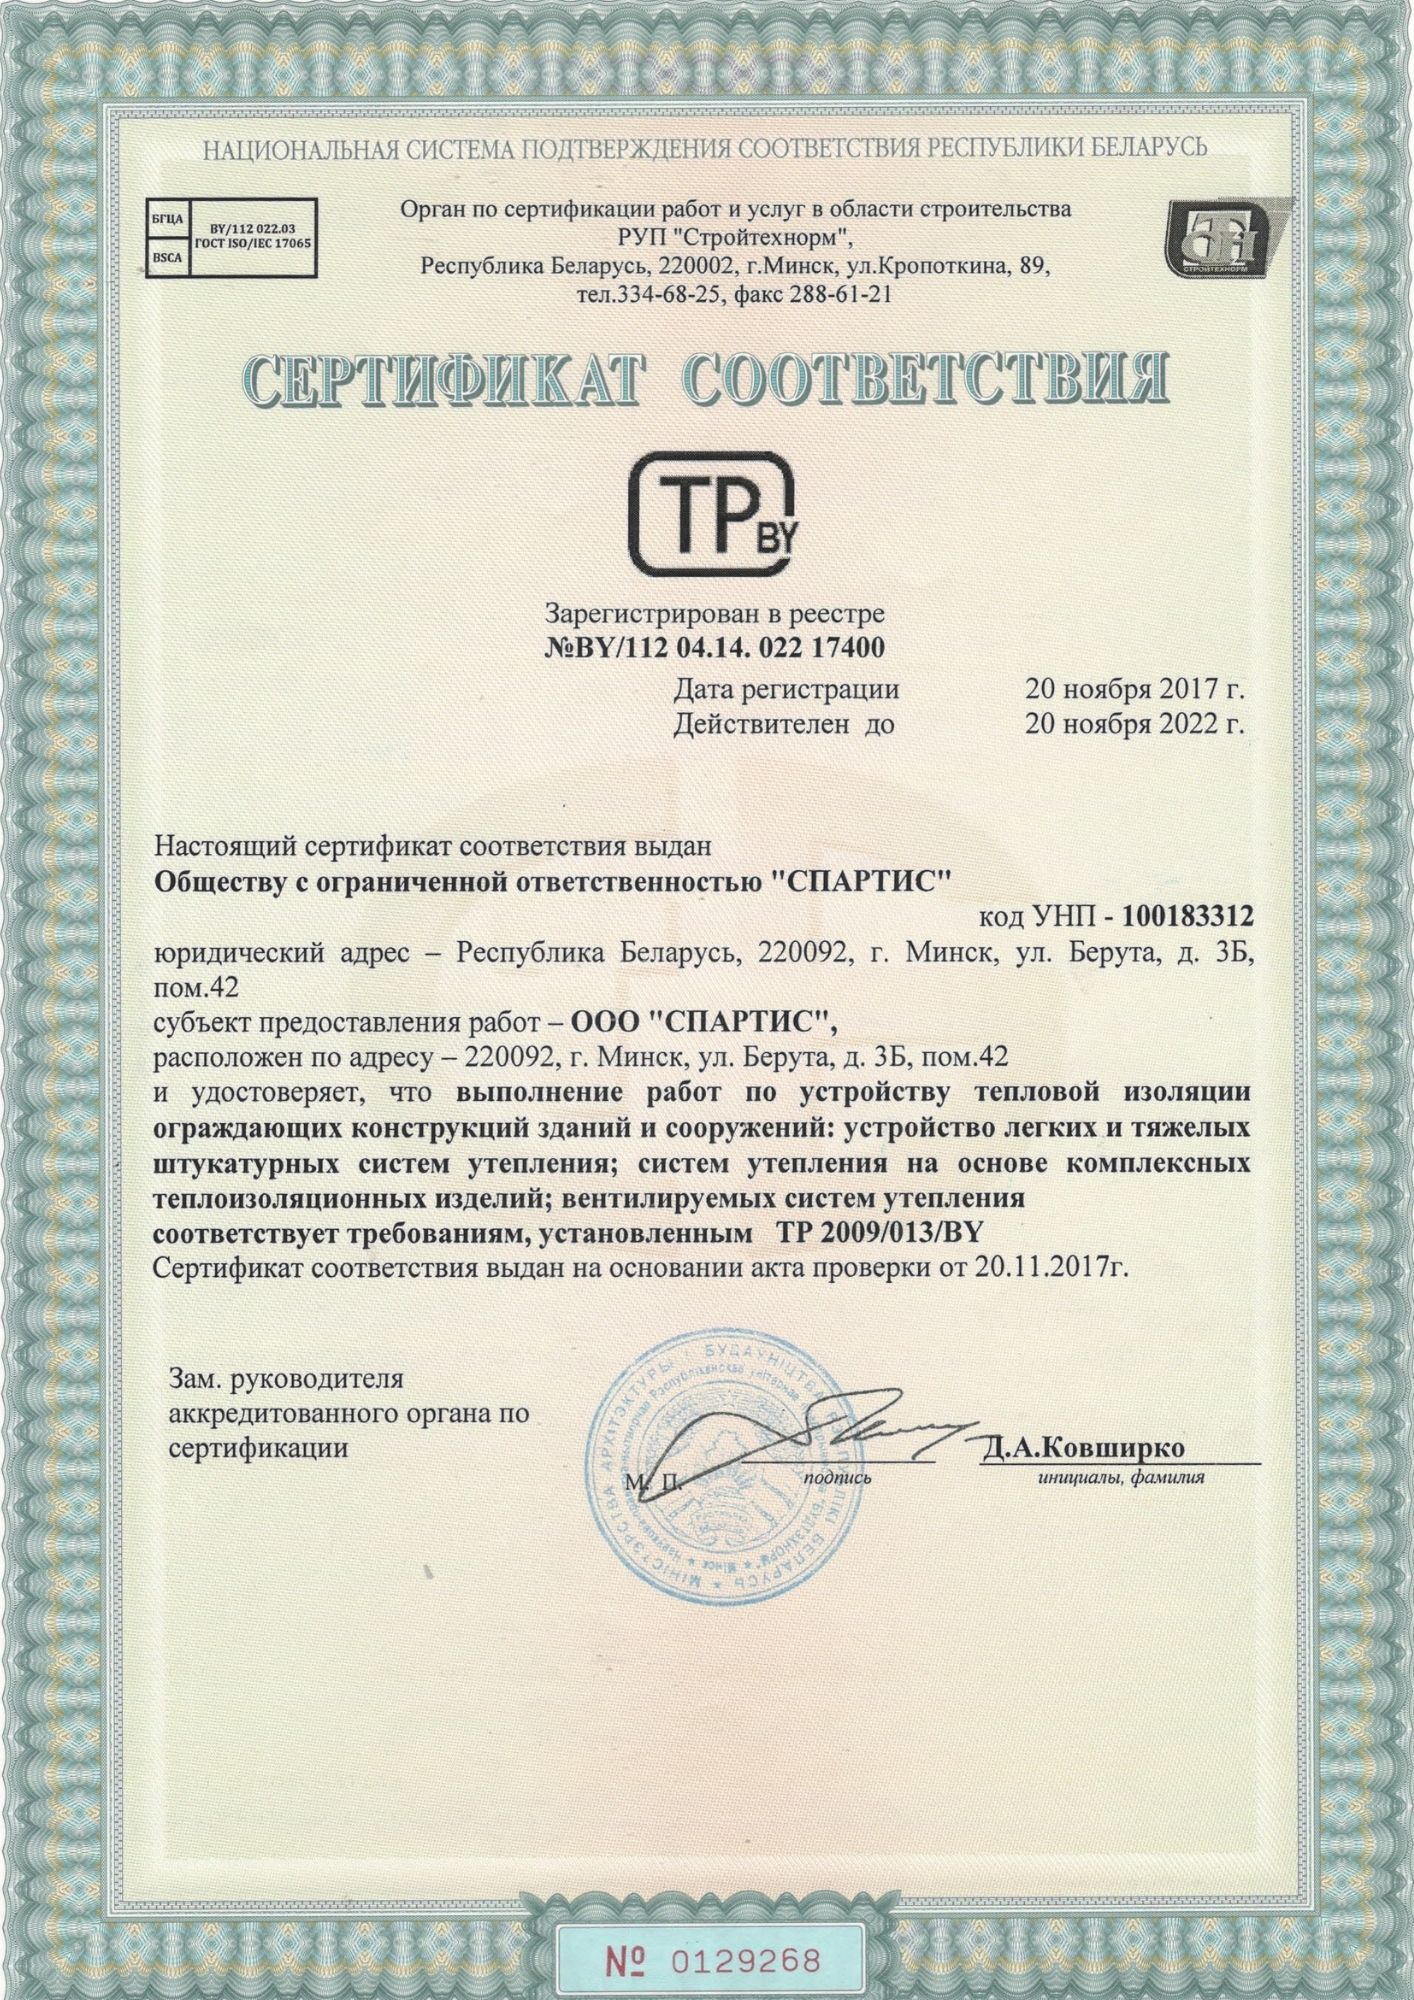 НАЦИОНАЛЬНАЯ СИСТЕМА ПОДТВЕРЖДЕНИЯ СООТВЕТСТВИЯ РЕСПУБЛИКИ БЕЛАРУСЬ
БГЦА
BSCA
BY/112 022.03
ГОСТ ISO/IEC 17065
Орган по сертификации работ и услуг в области строительства
РУП "Стройтехнорм",
Республика Беларусь, 220002, г.Минск, ул.Кропоткина, 89,
тел.334-68-25, факс 288-61-21
СТРОЙТЕХНОРМ
СЕРТИФИКАТ СООТВЕТСТВИЯ
ТР BY
Зарегистрирован в реестре
№BY/112 04.14. 022 17400
Дата регистрации 20 ноября 2017 г.
Действителен до 20 ноября 2022 г.
Настоящий сертификат соответствия выдан
Обществу с ограниченной ответственностью "СПАРТИС"
код УНП - 100183312
юридический адрес – Республика Беларусь, 220092, г. Минск, ул. Берута, д. 3Б,
пом.42
субъект предоставления работ – ООО "СПАРТИС",
расположен по адресу – 220092, г. Минск, ул. Берута, д. 3Б, пом.42
и удостоверяет, что выполнение работ по устройству тепловой изоляции
ограждающих конструкций зданий и сооружений: устройство легких и тяжелых
штукатурных систем утепления; систем утепления на основе комплексных
теплоизоляционных изделий; вентилируемых систем утепления
соответствует требованиям, установленным ТР 2009/013/BY
Сертификат соответствия выдан на основании акта проверки от 20.11.2017г.
Зам. руководителя
аккредитованного органа по
сертификации
М. П.
подпись
Д.А.Ковширко
инициалы, фамилия
МІНІСТЭРСТВА АРХІТЭКТУРЫ І БУДАЎНІЦТВА РЭСПУБЛІКІ БЕЛАРУСЬ
№ 0129268